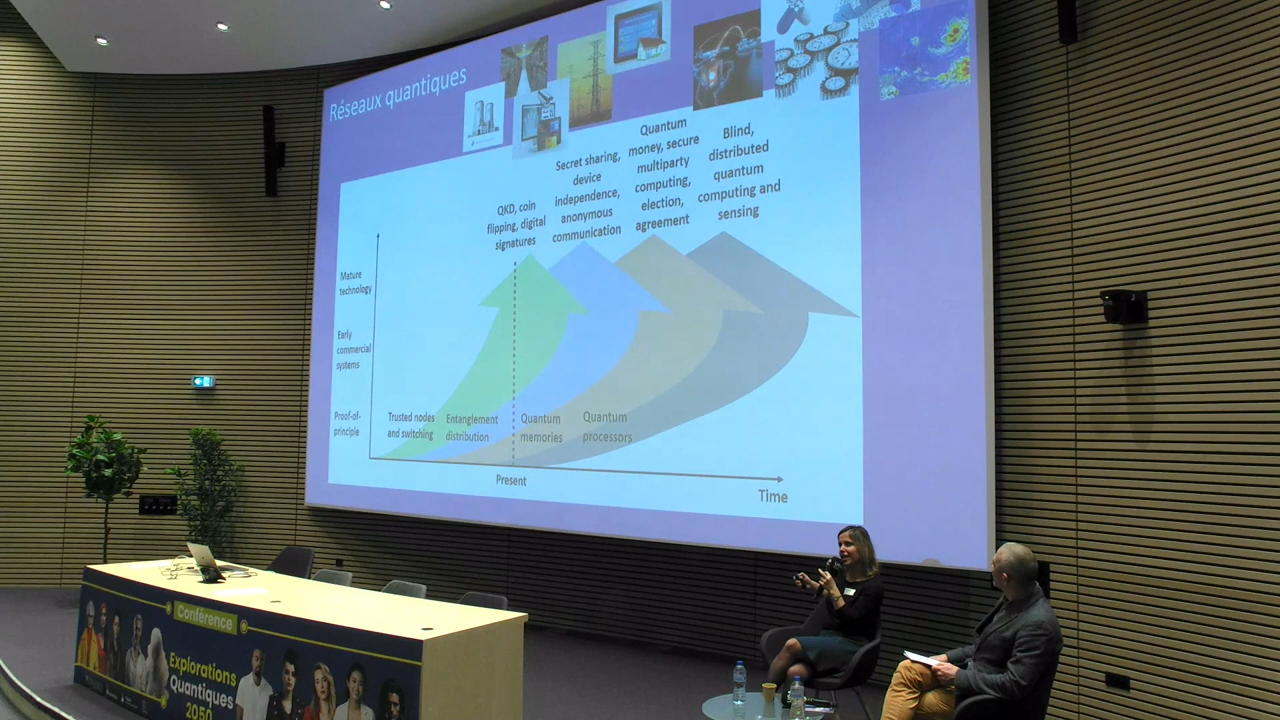 Réseaux quantiques
QKD, coin
flipping, digital
signatures
Secret sharing,
device
independence,
anonymous
communication
Quantum
money, secure
multiparty
computing,
election,
agreement
Blind,
distributed
quantum
computing and
sensing
Mature
technology
Early
commercial
systems
Proof-of-
principle
Trusted nodes
and switching
Entanglement
distribution
Quantum
memories
Quantum
processors
Present
Time
Conférence
Explorations
Quantiques
2050